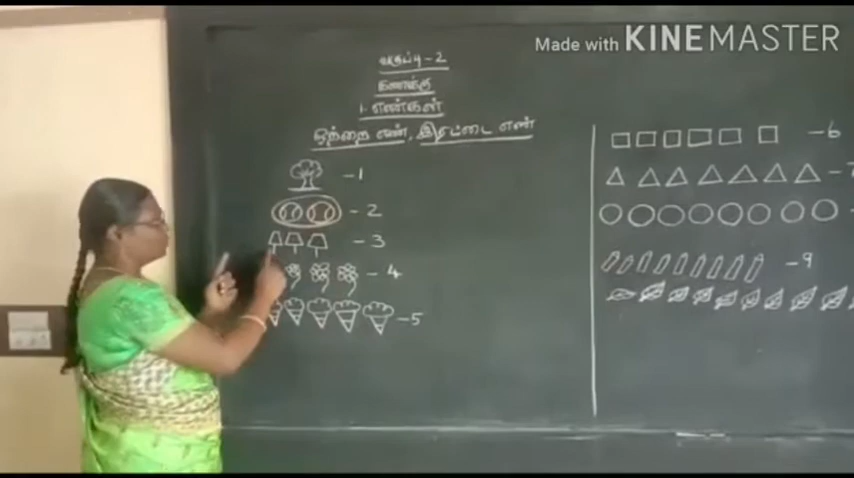 Made with KINEMASTER
வகுப்பு - 2
கணக்கு
1. எண்கள்
ஒற்றை எண், இரட்டை எண்
- 1
- 2
- 3
- 4
- 5
- 6
- 7
- 9